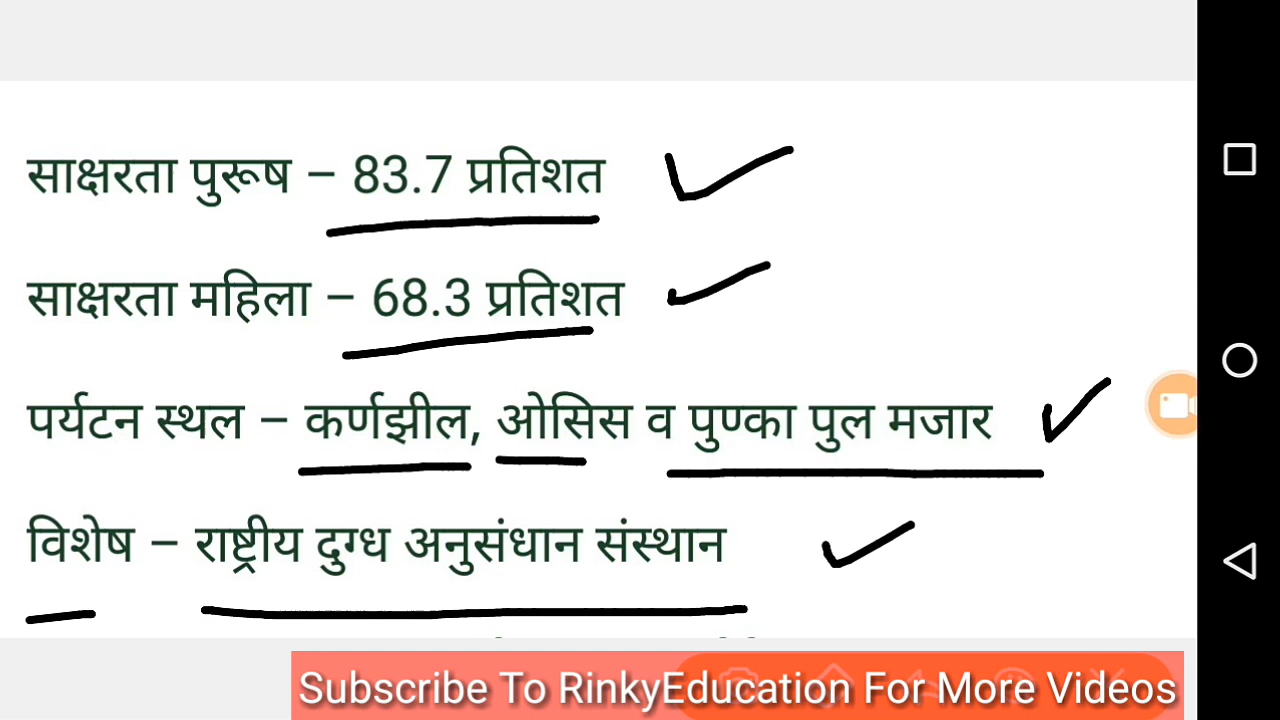 साक्षरता पुरूष – 83.7 प्रतिशत
साक्षरता महिला – 68.3 प्रतिशत
पर्यटन स्थल – कर्णझील, ओसिस व पुण्का पुल मजार
विशेष – राष्ट्रीय दुग्ध अनुसंधान संस्थान
Subscribe To RinkyEducation For More Videos